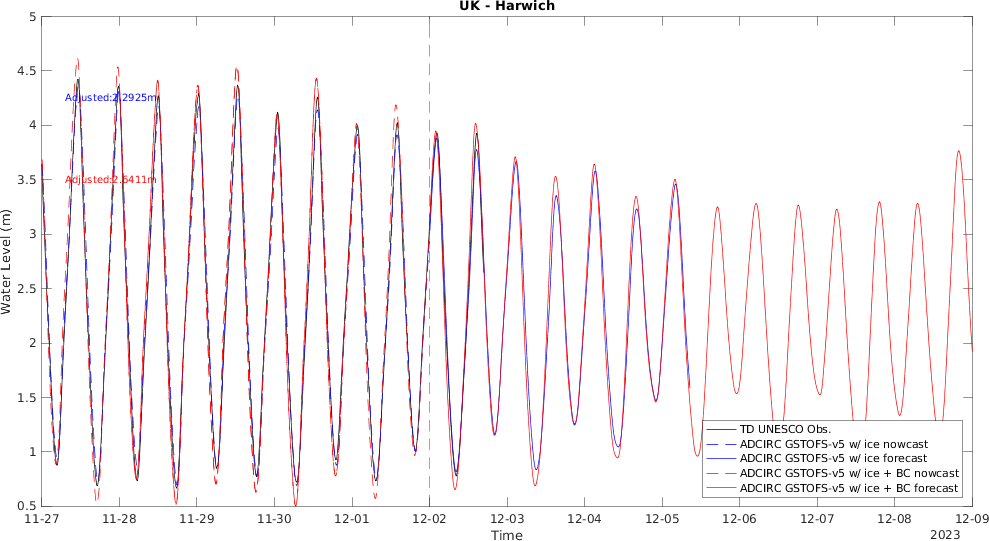 UK - Harwich
5
4.5
4
3.5
3
2.5
2
1.5
1
0.5
Water Level (m)
Adjusted:2.2925m
Adjusted:2.6411m
TD UNESCO Obs.
ADCIRC GSTOFS-v5 w/ ice nowcast
ADCIRC GSTOFS-v5 w/ ice forecast
ADCIRC GSTOFS-v5 w/ ice + BC nowcast
ADCIRC GSTOFS-v5 w/ ice + BC forecast
11-27 11-28 11-29 11-30 12-01 12-02 12-03 12-04 12-05 12-06 12-07 12-08 12-09
Time
2023